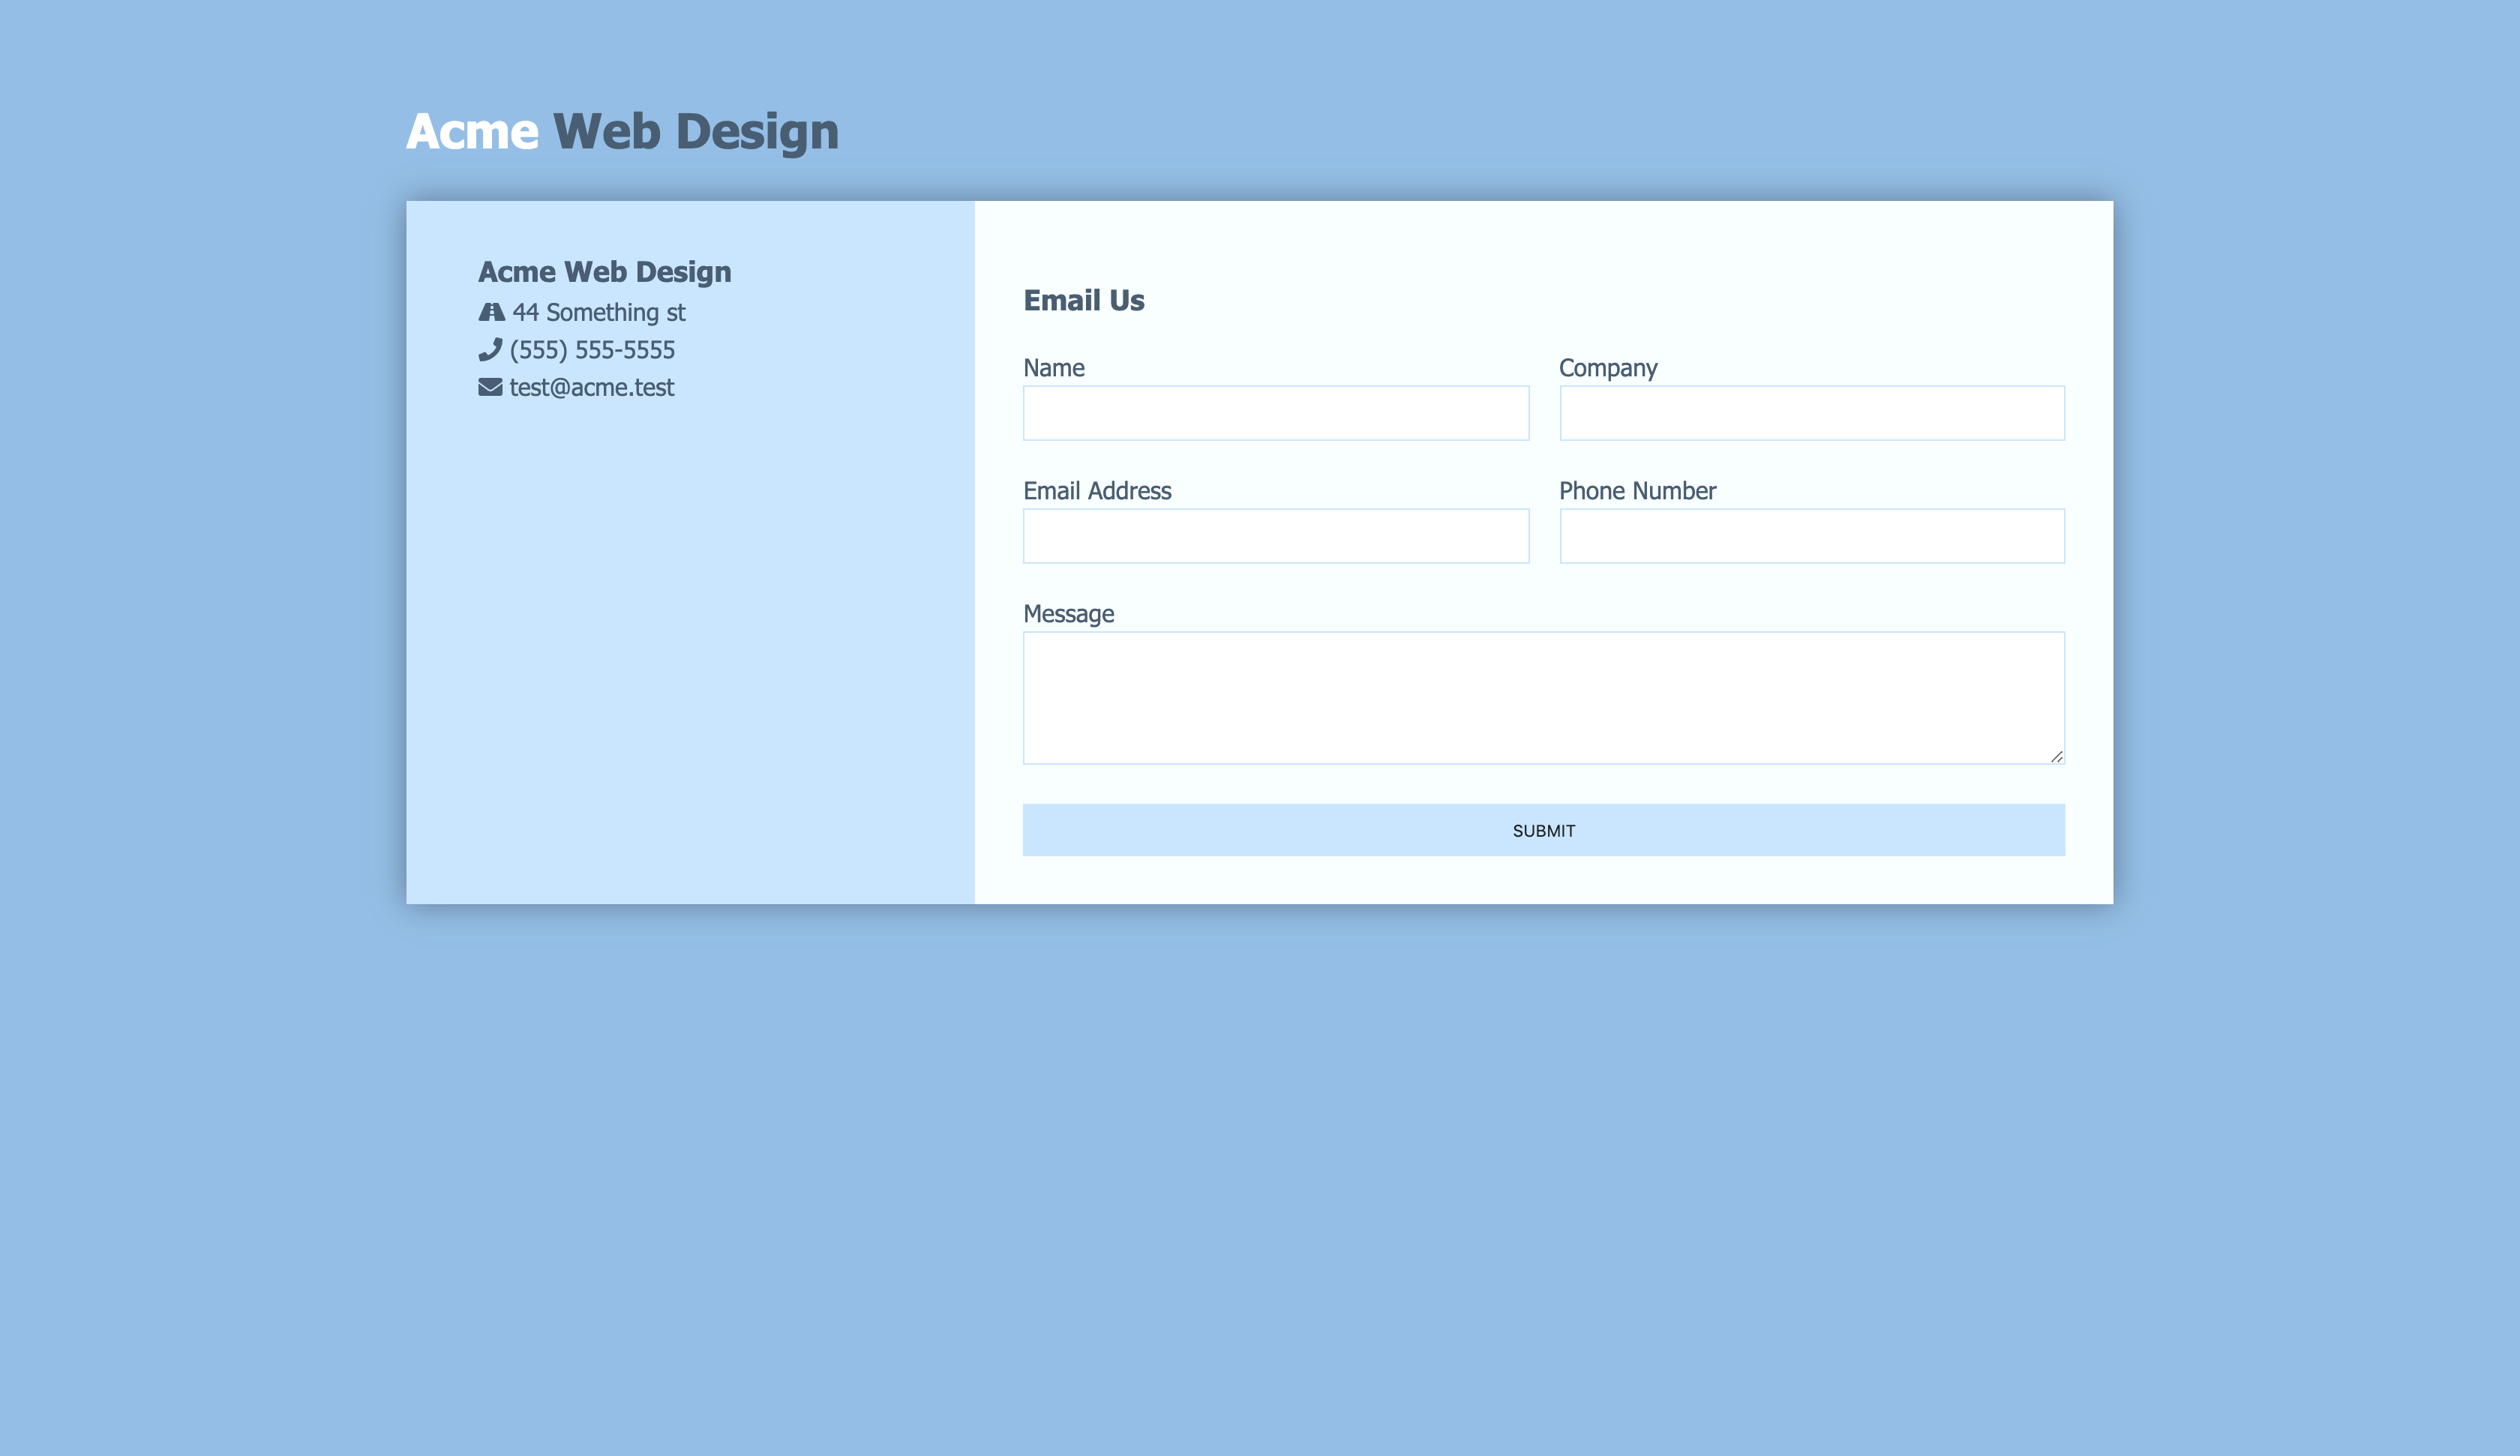 Acme Web Design
Acme Web Design
44 Something st
(555) 555-5555
test@acme.test
Email Us
Name
Company
Email Address
Phone Number
Message
SUBMIT